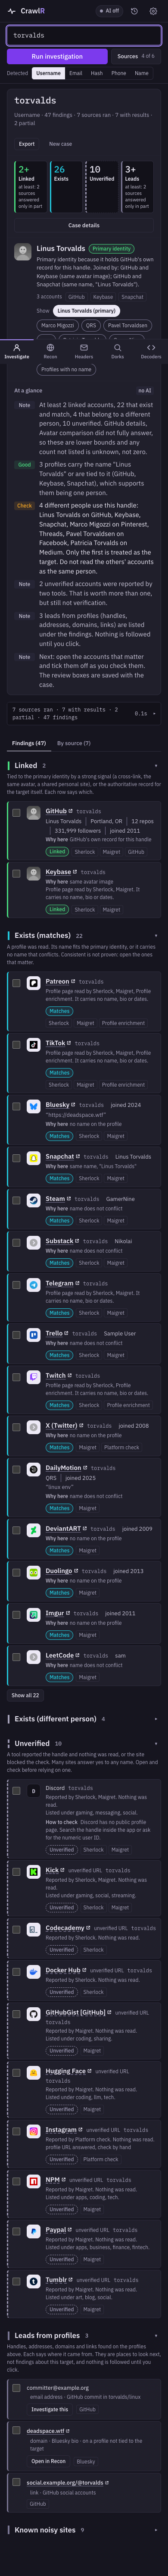 CrawlR
AI off
torvalds
Run investigation
Sources 4 of 6
Detected Username Email Hash Phone Name
torvalds
Username · 47 findings · 7 sources ran · 7 with results · 2
partial
Export New case
2+ 26 10 3+
Linked Exists Unverified Leads
at least: 2
sources
answered
only in part
at least: 2
sources
answered
only in part
Case details
Linus Torvalds Primary identity
Primary identity because it holds GitHub's own
record for this handle. Joined by: GitHub and
Keybase (same avatar image); GitHub and
Snapchat (same name, "Linus Torvalds").
3 accounts GitHub Keybase Snapchat
Show Linus Torvalds (primary)
Marco Migozzi QRS Pavel Torvaldsen
Investigate Recon Headers Dorks Decoders
Profiles with no name
At a glance no AI
Note At least 2 linked accounts, 22 that exist
and match, 4 that belong to a different
person, 10 unverified. GitHub details,
Avatar comparison did not fully answer,
so these are at least what exists and any
count not listed is unknown, not zero.
Good 3 profiles carry the name "Linus
Torvalds" or are tied to it (GitHub,
Keybase, Snapchat), which supports
them being one person.
Check 4 different people use this handle:
Linus Torvalds on GitHub, Keybase,
Snapchat, Marco Migozzi on Pinterest,
Threads, Pavel Torvaldsen on
Facebook, Patricia Torvalds on
Medium. Only the first is treated as the
target. Do not read the others' accounts
as the same person.
Note 2 unverified accounts were reported by
two tools. That is worth more than one,
but still not verification.
Note 3 leads from profiles (handles,
addresses, domains, links) are listed
under the findings. Nothing is followed
until you click.
Note Next: open the accounts that matter
and tick them off as you check them.
The review boxes are saved with the
case.
7 sources ran · 7 with results · 2
partial · 47 findings
0.1s
Findings (47) By source (7)
Linked 2
Tied to the primary identity by a strong signal (a cross-link, the
same avatar, a shared personal site), or the authoritative record for
the target itself. Each row says which.
GitHub torvalds
Linus Torvalds Portland, OR 12 repos
331,999 followers joined 2011
Why here GitHub's own record for this handle
Linked Sherlock Maigret GitHub
Keybase torvalds
Why here same avatar image
Profile page read by Sherlock, Maigret. It
carries no name, bio or dates.
Linked Sherlock Maigret
Exists (matches) 22
A profile was read. Its name fits the primary identity, or it carries
no name that conflicts. Consistent is not proven: open the ones
that matter.
Patreon torvalds
Profile page read by Sherlock, Maigret, Profile
enrichment. It carries no name, bio or dates.
Matches
Sherlock Maigret Profile enrichment
TikTok torvalds
Profile page read by Sherlock, Maigret, Profile
enrichment. It carries no name, bio or dates.
Matches
Sherlock Maigret Profile enrichment
Bluesky torvalds joined 2024
"https://deadspace.wtf"
Why here no name on the profile
Matches Sherlock Maigret
Snapchat torvalds Linus Torvalds
Why here same name, "Linus Torvalds"
Matches Sherlock Maigret
Steam torvalds GamerNine
Why here name does not conflict
Matches Sherlock Maigret
Substack torvalds Nikolai
Why here name does not conflict
Matches Sherlock Maigret
Telegram torvalds
Profile page read by Sherlock, Maigret. It
carries no name, bio or dates.
Matches Sherlock Maigret
Trello torvalds Sample User
Why here name does not conflict
Matches Sherlock Maigret
Twitch torvalds
Profile page read by Sherlock, Profile
enrichment. It carries no name, bio or dates.
Matches Sherlock Profile enrichment
X (Twitter) torvalds joined 2008
Why here no name on the profile
Matches Maigret Platform check
DailyMotion torvalds
QRS joined 2025
"linux env"
Why here name does not conflict
Matches Maigret
DeviantART torvalds joined 2009
Why here no name on the profile
Matches Maigret
Duolingo torvalds joined 2013
Why here no name on the profile
Matches Maigret
Imgur torvalds joined 2011
Why here no name on the profile
Matches Maigret
LeetCode torvalds sam
Why here name does not conflict
Matches Maigret
Show all 22
Exists (different person) 4
Unverified 10
A tool reported the handle and nothing was read, or the site
blocked the check. Many sites answer yes to any name. Open and
check before relying on one.
D
Discord torvalds
Reported by Sherlock, Maigret. Nothing was
read.
Listed under gaming, messaging, social.
How to check Discord has no public profile
page. Search the handle inside the app or ask
for the numeric user ID.
Unverified Sherlock Maigret
Kick unverified URL torvalds
Reported by Sherlock, Maigret. Nothing was
read.
Listed under gaming, social, streaming.
Unverified Sherlock Maigret
Codecademy unverified URL torvalds
Reported by Sherlock. Nothing was read.
Unverified Sherlock
Docker Hub unverified URL torvalds
Reported by Sherlock. Nothing was read.
Unverified Sherlock
GitHubGist [GitHub] unverified URL
torvalds
Reported by Maigret. Nothing was read.
Listed under coding, sharing.
Unverified Maigret
Hugging Face unverified URL
torvalds
Reported by Maigret. Nothing was read.
Listed under coding, llm, tech.
Unverified Maigret
Instagram unverified URL torvalds
Reported by Platform check. Nothing was read.
profile URL answered, check by hand
Unverified Platform check
NPM unverified URL torvalds
Reported by Maigret. Nothing was read.
Listed under apps, coding, tech.
Unverified Maigret
Paypal unverified URL torvalds
Reported by Maigret. Nothing was read.
Listed under apps, business, finance, fintech.
Unverified Maigret
Tumblr unverified URL torvalds
Reported by Maigret. Nothing was read.
Listed under art, blog, social.
Unverified Maigret
Leads from profiles 3
Handles, addresses, domains and links found on the profiles
above. Each says where it came from. They are places to look next,
not findings about your target, and nothing is followed until you
click.
committer@example.org
email address · GitHub commit in torvalds/linux
Investigate this GitHub
deadspace.wtf
domain · Bluesky bio · on a profile not tied to the
target
Open in Recon Bluesky
social.example.org/@torvalds
link · GitHub social accounts
GitHub
Known noisy sites 9